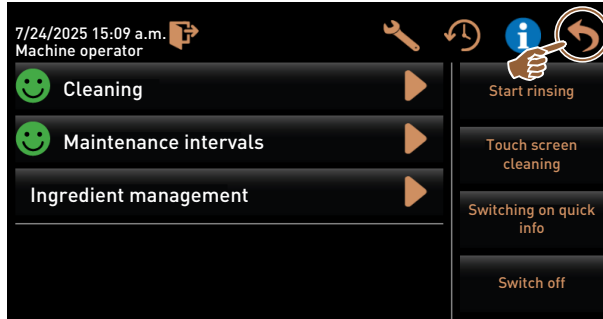 7/24/2025 15:09 a.m.
Machine operator
i
Cleaning
Maintenance intervals
Ingredient management
Start rinsing
Touch screen
cleaning
Switching on quick
info
Switch off